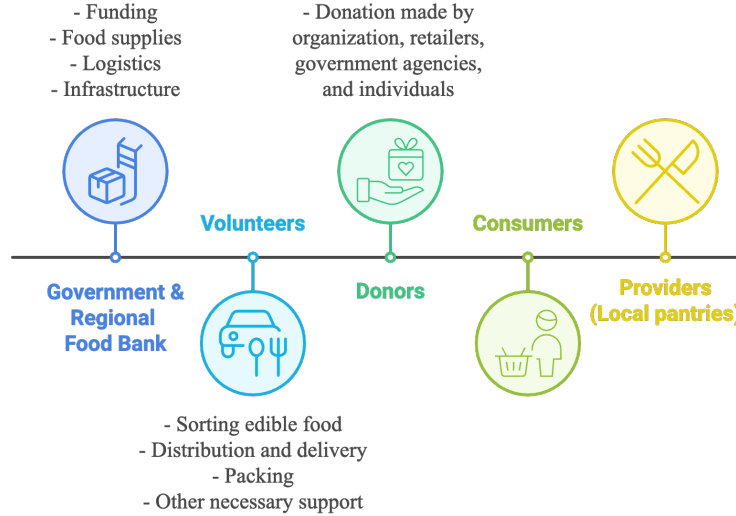 - Funding
- Food supplies
- Logistics
- Infrastructure
- Donation made by
organization, retailers,
government agencies,
and individuals
Volunteers
Consumers
Government &
Regional
Food Bank
Donors
Providers
(Local pantries)
- Sorting edible food
- Distribution and delivery
- Packing
- Other necessary support